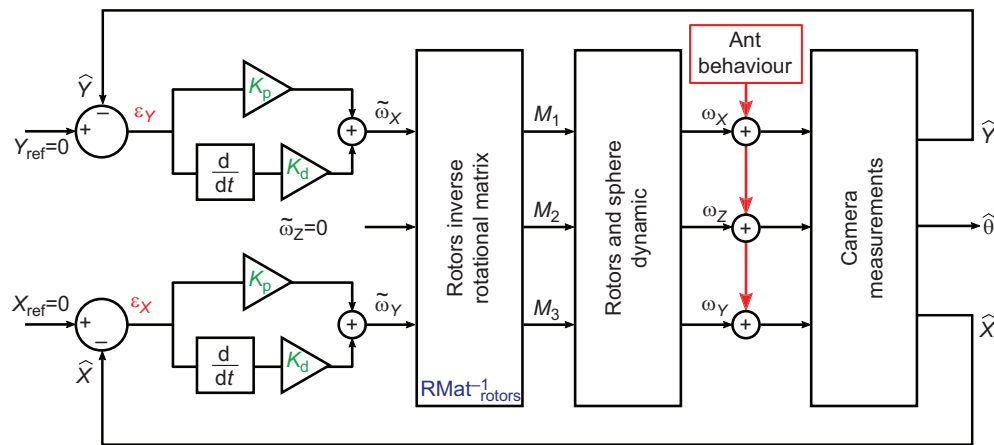 Ant
behaviour
Ŷ
ε_Y
Y_ref=0
K_p
d
dt
K_d
ω̃_X
ω̃_Z=0
X_ref=0
X̂
ε_X
K_p
d
dt
K_d
ω̃_Y
Rotors inverse
rotational matrix
RMat⁻¹_rotors
M_1
M_2
M_3
Rotors and sphere
dynamic
ω_X
ω_Z
ω_Y
Camera
measurements
Ŷ
θ̂
X̂